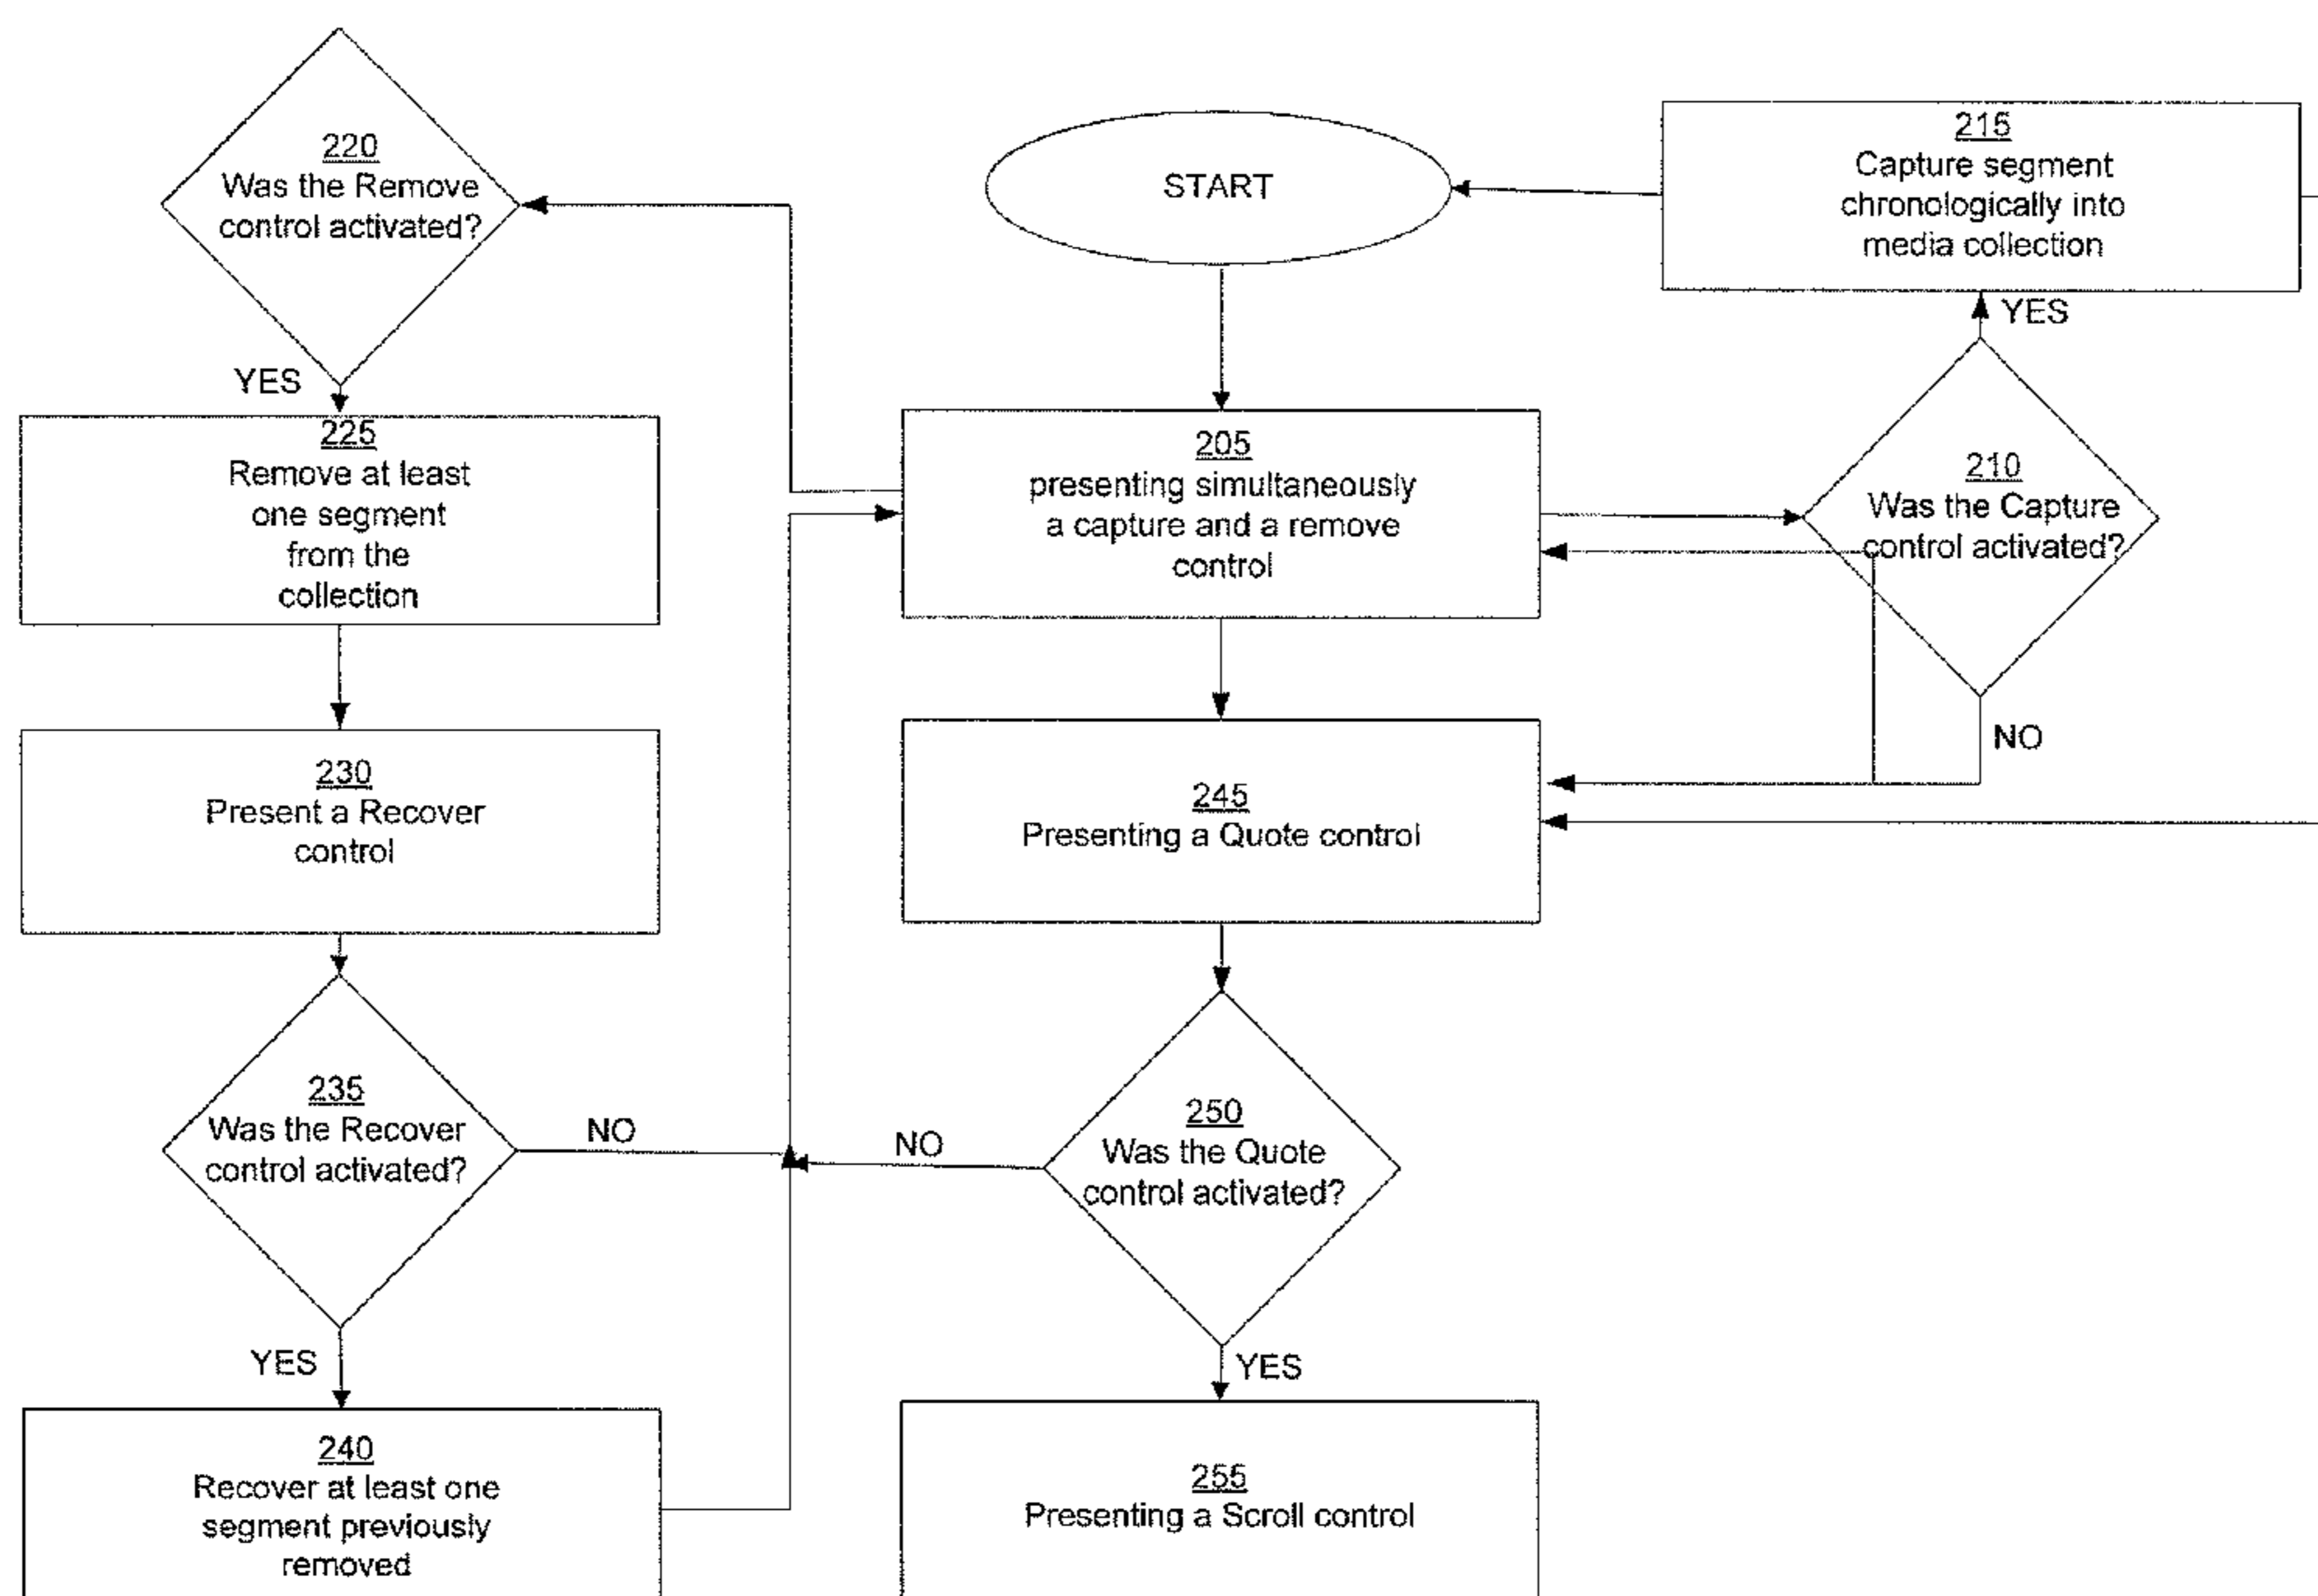 220
Was the Remove
control activated?
YES
225
Remove at least
one segment
from the
collection
230
Present a Recover
control
235
Was the Recover
control activated?
NO
YES
240
Recover at least one
segment previously
removed
START
205
presenting simultaneously
a capture and a remove
control
245
Presenting a Quote control
250
Was the Quote
control activated?
NO
YES
255
Presenting a Scroll control
215
Capture segment
chronologically into
media collection
YES
210
Was the Capture
control activated?
NO